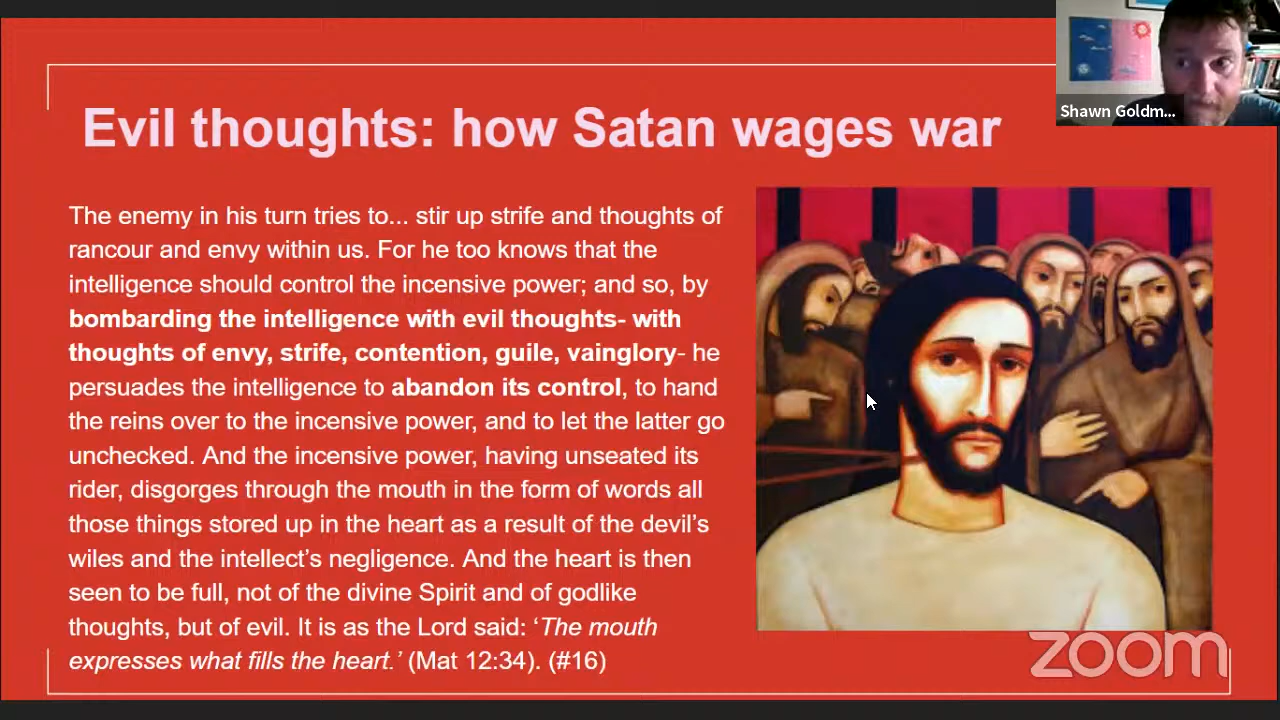 Evil thoughts: how Satan wages war
Shawn Goldm...
The enemy in his turn tries to... stir up strife and thoughts of
rancour and envy within us. For he too knows that the
intelligence should control the incensive power; and so, by
bombarding the intelligence with evil thoughts- with
thoughts of envy, strife, contention, guile, vainglory- he
persuades the intelligence to abandon its control, to hand
the reins over to the incensive power, and to let the latter go
unchecked. And the incensive power, having unseated its
rider, disgorges through the mouth in the form of words all
those things stored up in the heart as a result of the devil’s
wiles and the intellect’s negligence. And the heart is then
seen to be full, not of the divine Spirit and of godlike
thoughts, but of evil. It is as the Lord said: ‘The mouth
expresses what fills the heart.’ (Mat 12:34). (#16)
zoom